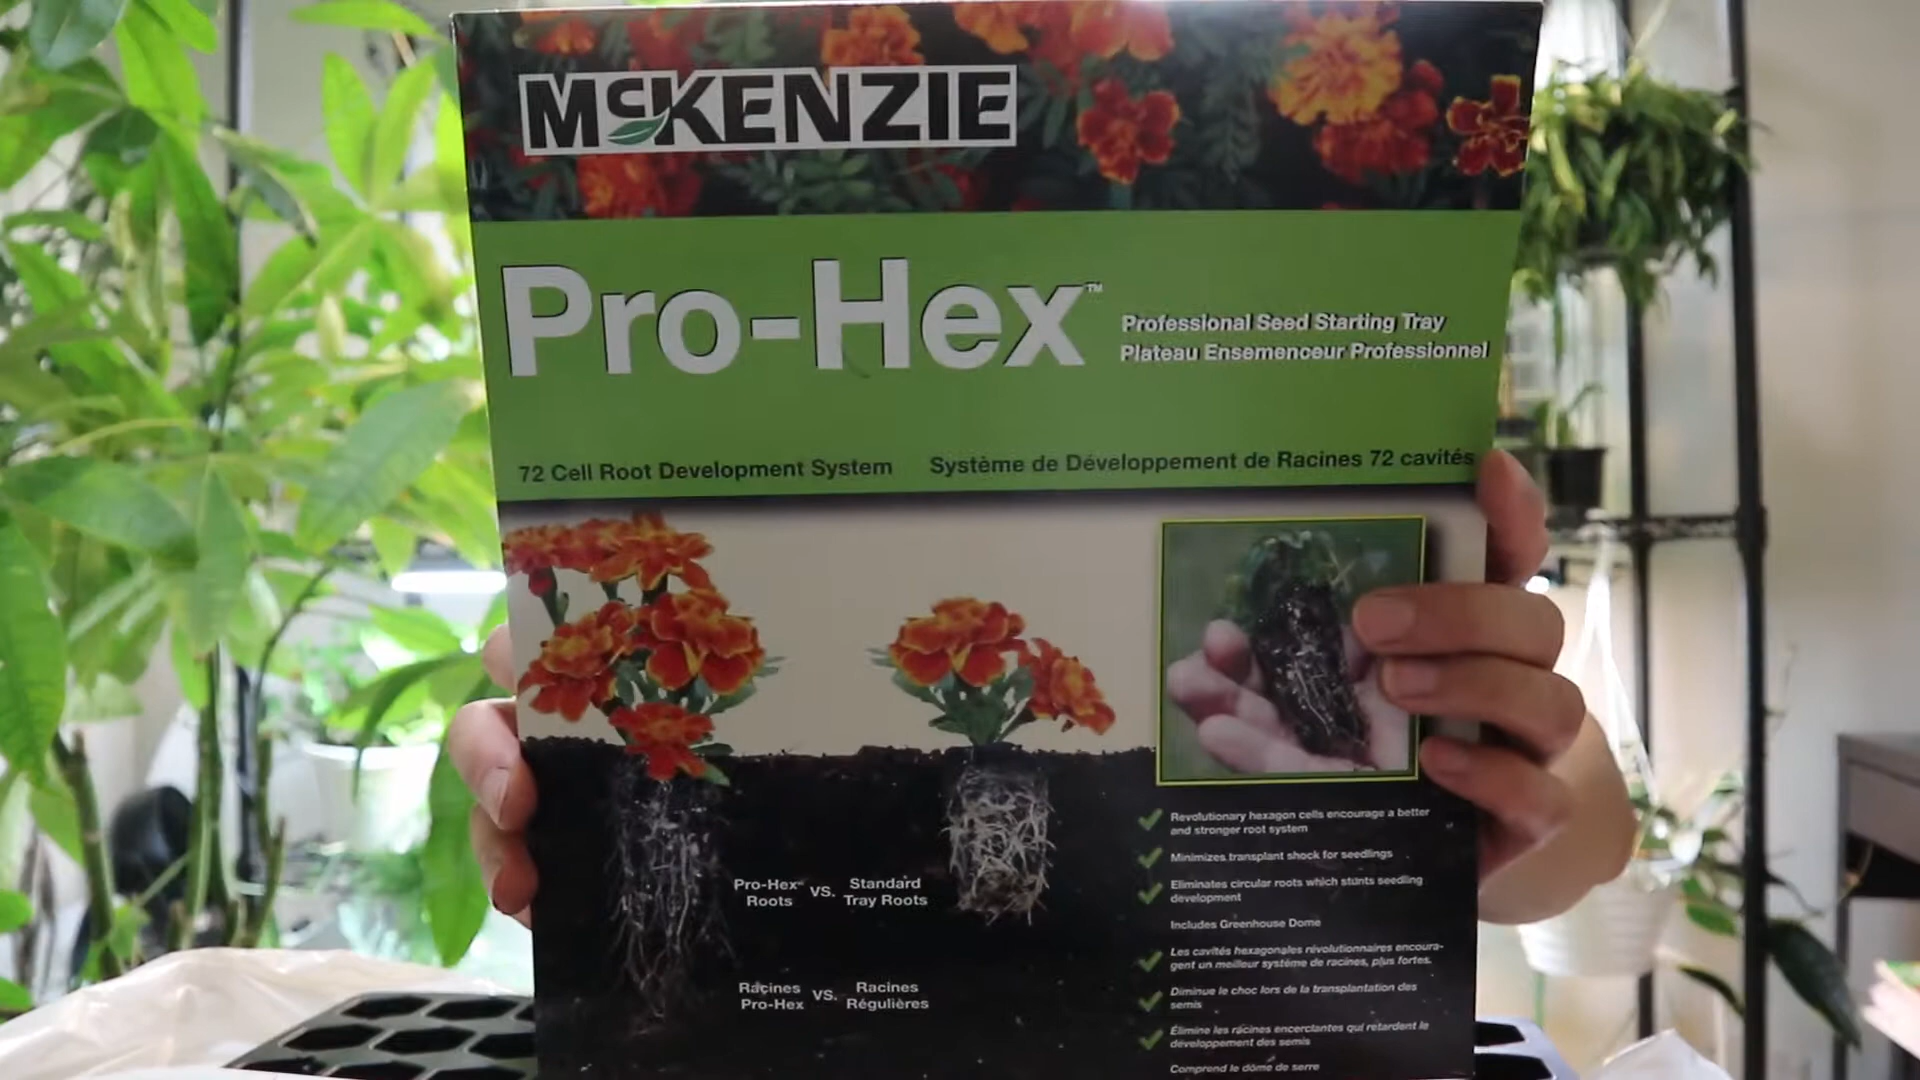 McKENZIE
Pro-Hex™
Professional Seed Starting Tray
Plateau Ensemenceur Professionnel
72 Cell Root Development System
Système de Développement de Racines 72 cavités
Pro-Hex™ Roots vs. Standard Tray Roots
Racines Pro-Hex vs. Racines Régulières
Revolutionary hexagon cells encourage a better
and stronger root system
Minimizes transplant shock for seedlings
Eliminates circular roots which stunts seedling
development
Includes Greenhouse Dome
Les cavités hexagonales révolutionnaires encoura-
gent un meilleur système de racines, plus fortes.
Diminue le choc lors de la transplantation des
semis
Élimine les racines encerclantes qui retardent le
développement des semis
Comprend le dôme de serre